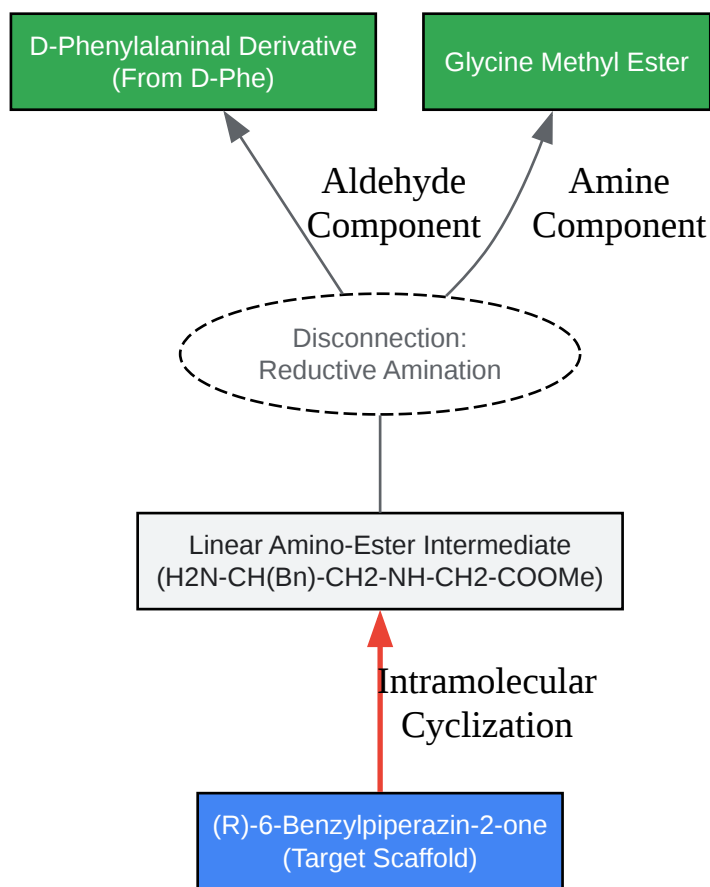 D-Phenylalaninal Derivative
(From D-Phe)
Glycine Methyl Ester
Aldehyde
Component
Amine
Component
Disconnection:
Reductive Amination
Linear Amino-Ester Intermediate
(H2N-CH(Bn)-CH2-NH-CH2-COOMe)
Intramolecular
Cyclization
(R)-6-Benzylpiperazin-2-one
(Target Scaffold)